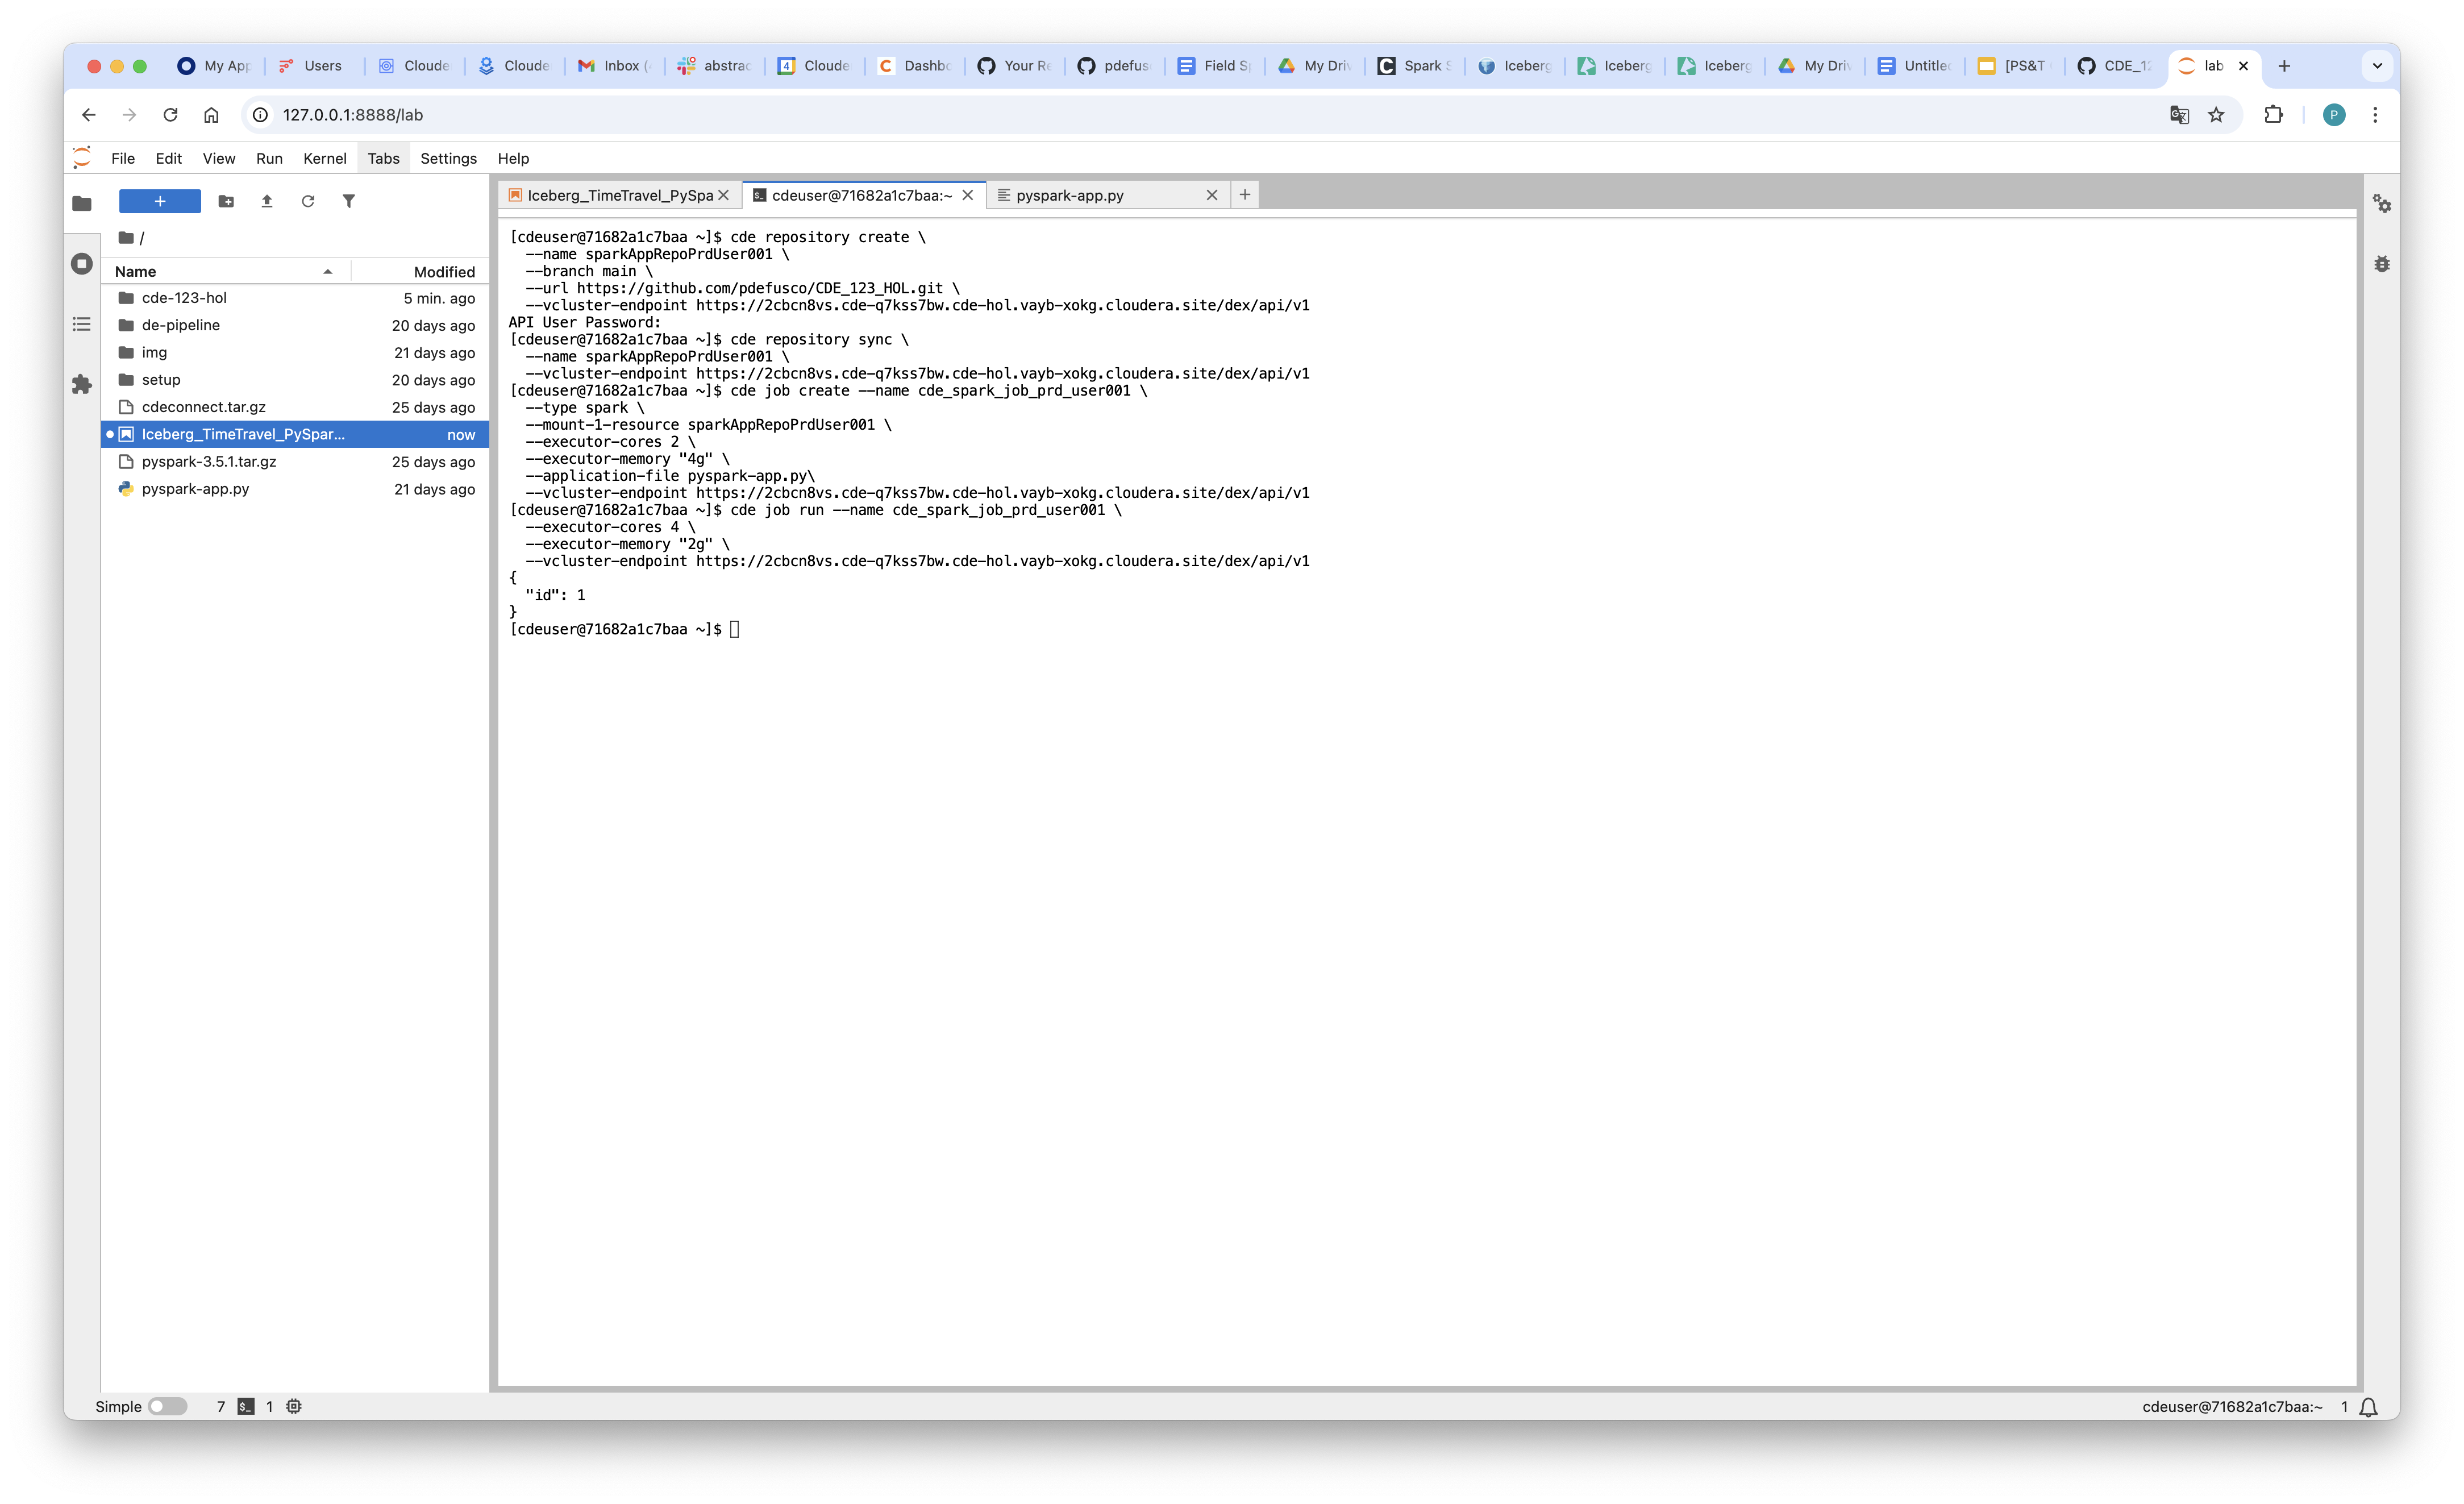 My App
Users
Cloude
Cloude
Inbox (
abstrac
4
Cloude
Dashbo
Your Re
pdefus
Field Sp
My Driv
Spark S
Iceberg
Iceberg
Iceberg
My Driv
Untitled
[PS&T
CDE_12
lab
127.0.0.1:8888/lab
P
File Edit View Run Kernel Tabs Settings Help
/
Name Modified
cde-123-hol 5 min. ago
de-pipeline 20 days ago
img 21 days ago
setup 20 days ago
cdeconnect.tar.gz 25 days ago
Iceberg_TimeTravel_PySpar... now
pyspark-3.5.1.tar.gz 25 days ago
pyspark-app.py 21 days ago
Iceberg_TimeTravel_PySpa
cdeuser@71682a1c7baa:~
pyspark-app.py
[cdeuser@71682a1c7baa ~]$ cde repository create \
--name sparkAppRepoPrdUser001 \
--branch main \
--url https://github.com/pdefusco/CDE_123_HOL.git \
--vcluster-endpoint https://2cbcn8vs.cde-q7kss7bw.cde-hol.vayb-xokg.cloudera.site/dex/api/v1
API User Password:
[cdeuser@71682a1c7baa ~]$ cde repository sync \
--name sparkAppRepoPrdUser001 \
--vcluster-endpoint https://2cbcn8vs.cde-q7kss7bw.cde-hol.vayb-xokg.cloudera.site/dex/api/v1
[cdeuser@71682a1c7baa ~]$ cde job create --name cde_spark_job_prd_user001 \
--type spark \
--mount-1-resource sparkAppRepoPrdUser001 \
--executor-cores 2 \
--executor-memory "4g" \
--application-file pyspark-app.py\
--vcluster-endpoint https://2cbcn8vs.cde-q7kss7bw.cde-hol.vayb-xokg.cloudera.site/dex/api/v1
[cdeuser@71682a1c7baa ~]$ cde job run --name cde_spark_job_prd_user001 \
--executor-cores 4 \
--executor-memory "2g" \
--vcluster-endpoint https://2cbcn8vs.cde-q7kss7bw.cde-hol.vayb-xokg.cloudera.site/dex/api/v1
{
"id": 1
}
[cdeuser@71682a1c7baa ~]$
Simple 7 $_ 1
cdeuser@71682a1c7baa:~ 1